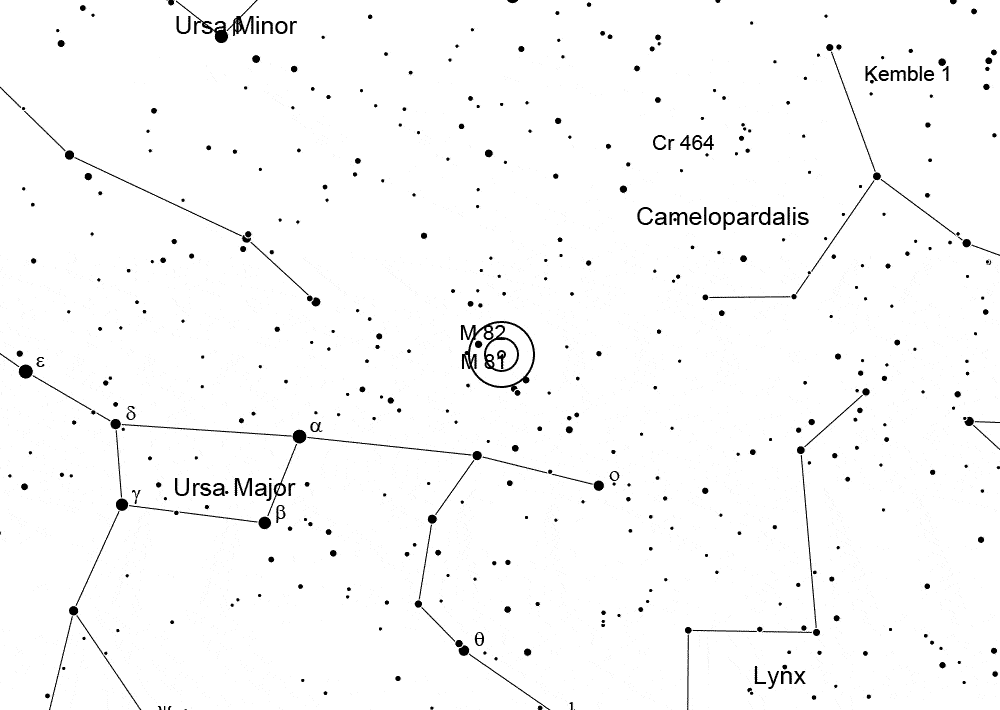 β
Ursa Minor
Kemble 1
Cr 464
Camelopardalis
M 82
M 81
ε
δ
α
ο
Ursa Major
γ
β
θ
Lynx